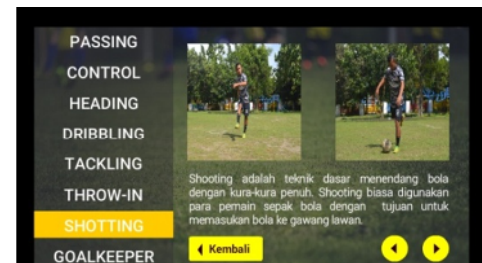 PASSING
CONTROL
HEADING
DRIBBLING
TACKLING
THROW-IN
SHOTTING
GOALKEEPER
Shooting adalah teknik dasar menendang bola
dengan kura-kura penuh. Shooting biasa digunakan
para pemain sepak bola dengan tujuan untuk
memasukan bola ke gawang lawan.
Kembali